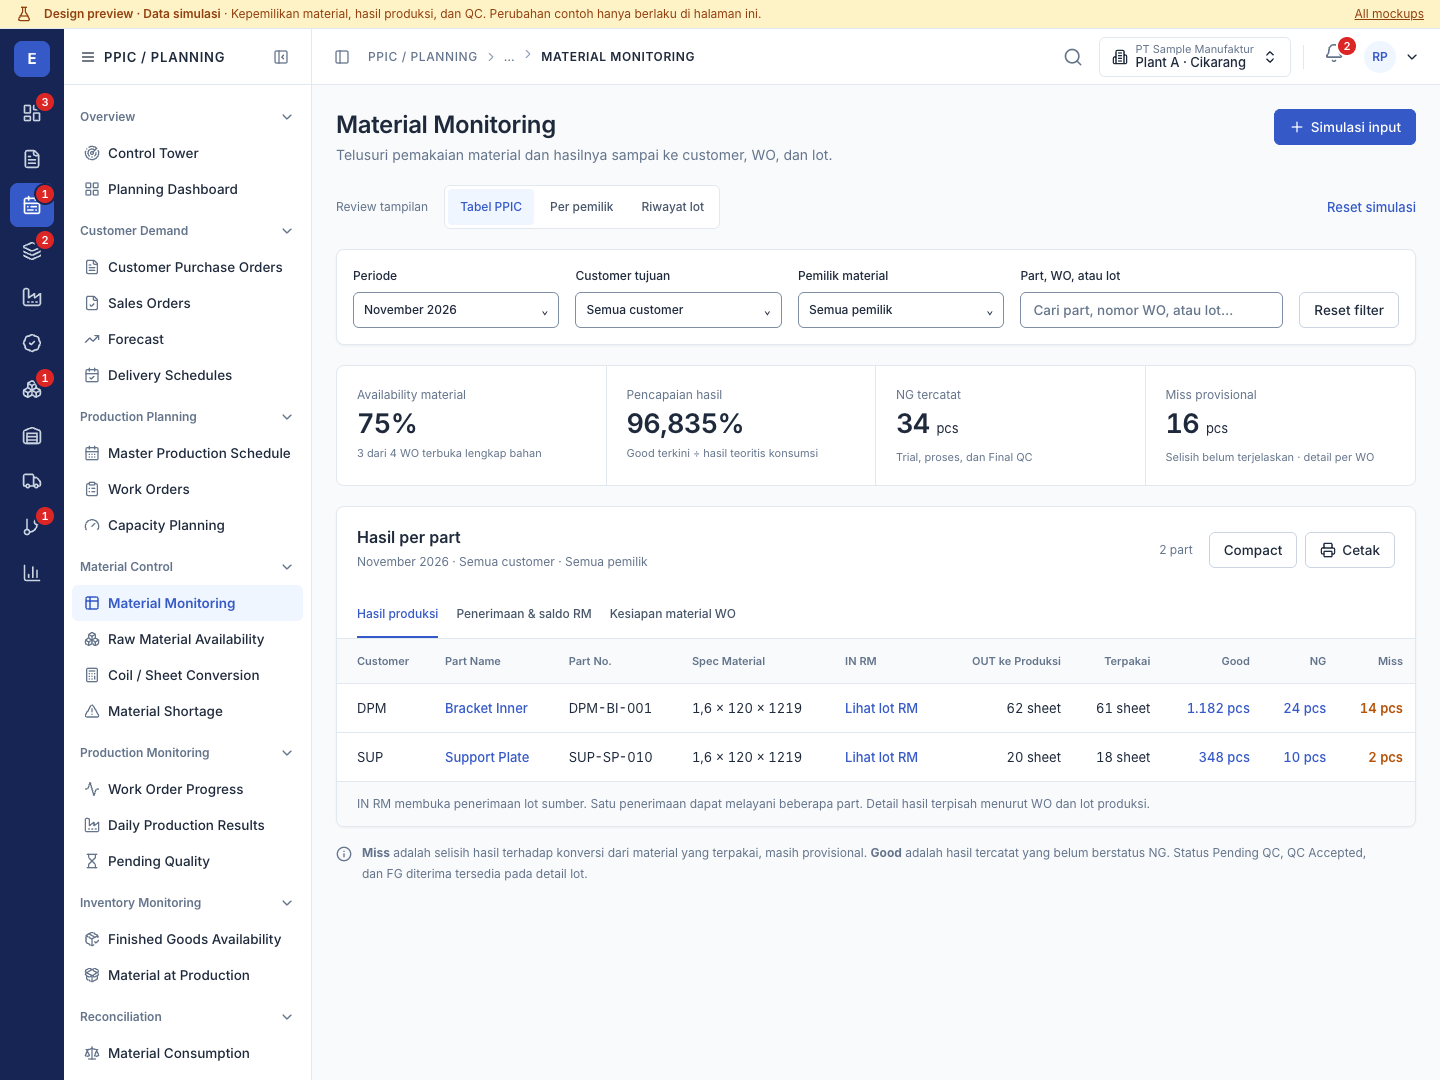 Design preview · Data simulasi · Kepemilikan material, hasil produksi, dan QC. Perubahan contoh hanya berlaku di halaman ini.
All mockups
E
3
1
2
1
1
PPIC / PLANNING
Overview
Control Tower
Planning Dashboard
Customer Demand
Customer Purchase Orders
Sales Orders
Forecast
Delivery Schedules
Production Planning
Master Production Schedule
Work Orders
Capacity Planning
Material Control
Material Monitoring
Raw Material Availability
Coil / Sheet Conversion
Material Shortage
Production Monitoring
Work Order Progress
Daily Production Results
Pending Quality
Inventory Monitoring
Finished Goods Availability
Material at Production
Reconciliation
Material Consumption
PPIC / PLANNING > ... > MATERIAL MONITORING
PT Sample Manufaktur
Plant A · Cikarang
2
RP
Material Monitoring
Telusuri pemakaian material dan hasilnya sampai ke customer, WO, dan lot.
+ Simulasi input
Review tampilan
Tabel PPIC
Per pemilik
Riwayat lot
Reset simulasi
Periode
Customer tujuan
Pemilik material
Part, WO, atau lot
November 2026
Semua customer
Semua pemilik
Cari part, nomor WO, atau lot...
Reset filter
Availability material
75%
3 dari 4 WO terbuka lengkap bahan
Pencapaian hasil
96,835%
Good terkini ÷ hasil teoritis konsumsi
NG tercatat
34 pcs
Trial, proses, dan Final QC
Miss provisional
16 pcs
Selisih belum terjelaskan · detail per WO
Hasil per part
November 2026 · Semua customer · Semua pemilik
2 part
Compact
Cetak
Hasil produksi
Penerimaan & saldo RM
Kesiapan material WO
Customer Part Name Part No. Spec Material IN RM OUT ke Produksi Terpakai Good NG Miss
DPM Bracket Inner DPM-BI-001 1,6 × 120 × 1219 Lihat lot RM 62 sheet 61 sheet 1.182 pcs 24 pcs 14 pcs
SUP Support Plate SUP-SP-010 1,6 × 120 × 1219 Lihat lot RM 20 sheet 18 sheet 348 pcs 10 pcs 2 pcs
IN RM membuka penerimaan lot sumber. Satu penerimaan dapat melayani beberapa part. Detail hasil terpisah menurut WO dan lot produksi.
Miss adalah selisih hasil terhadap konversi dari material yang terpakai, masih provisional. Good adalah hasil tercatat yang belum berstatus NG. Status Pending QC, QC Accepted,
dan FG diterima tersedia pada detail lot.